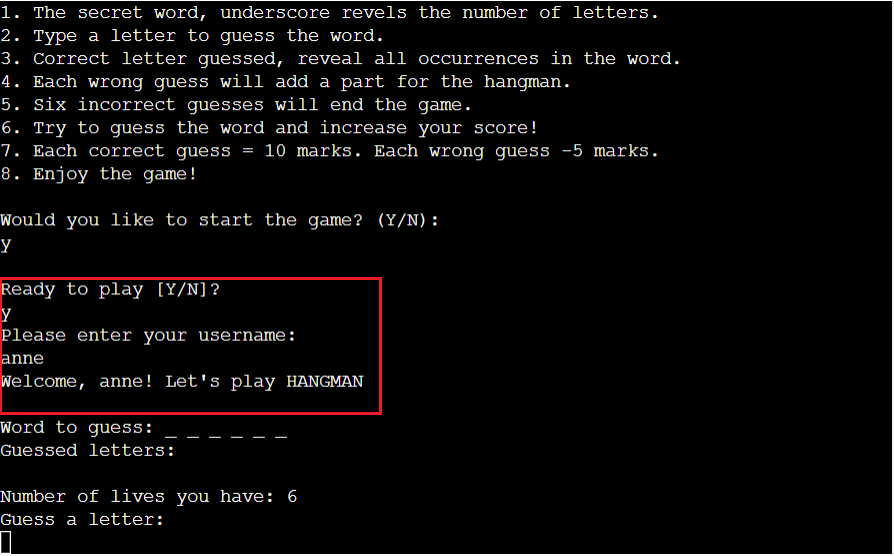 1. The secret word, underscore revels the number of letters.
2. Type a letter to guess the word.
3. Correct letter guessed, reveal all occurrences in the word.
4. Each wrong guess will add a part for the hangman.
5. Six incorrect guesses will end the game.
6. Try to guess the word and increase your score!
7. Each correct guess = 10 marks. Each wrong guess -5 marks.
8. Enjoy the game!
Would you like to start the game? (Y/N):
y
Ready to play [Y/N]?
y
Please enter your username:
anne
Welcome, anne! Let's play HANGMAN
Word to guess: _ _ _ _ _ _
Guessed letters:
Number of lives you have: 6
Guess a letter: